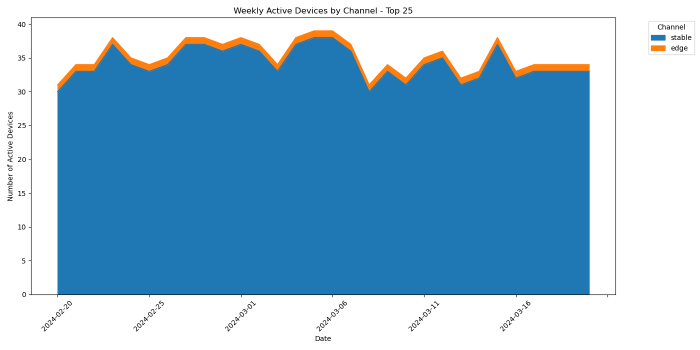 Weekly Active Devices by Channel - Top 25
Channel
stable
edge
Number of Active Devices
40
35
30
25
20
15
10
5
0
2024-02-20
2024-02-25
2024-03-01
2024-03-06
2024-03-11
2024-03-16
Date